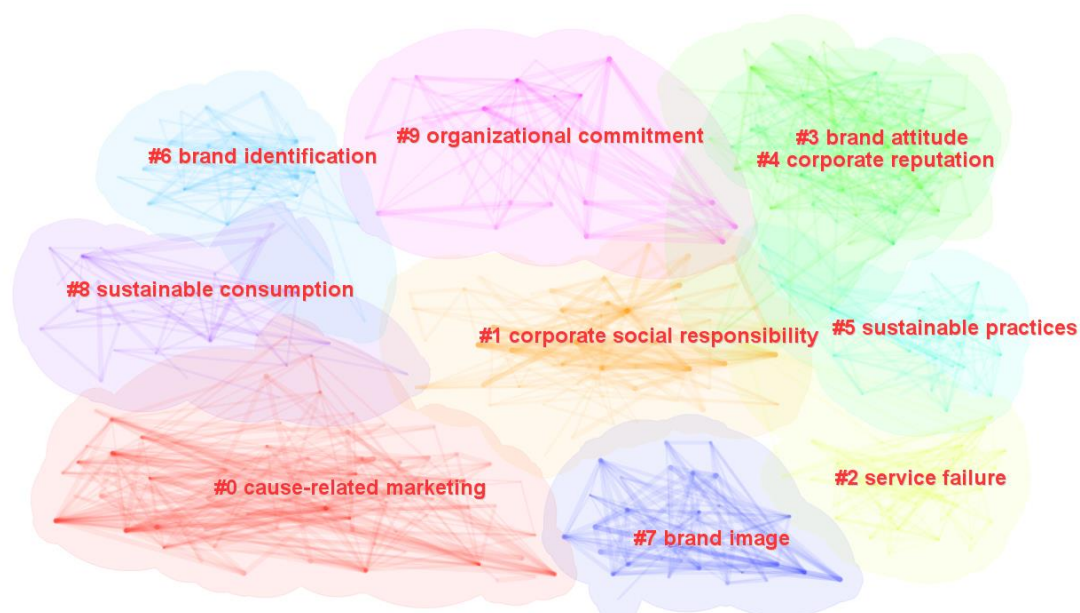 #9 organizational commitment
#3 brand attitude
#4 corporate reputation
#6 brand identification
#8 sustainable consumption
#1 corporate social responsibility
#5 sustainable practices
#0 cause-related marketing
#2 service failure
#7 brand image